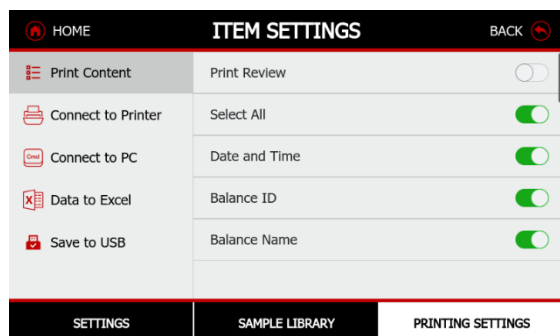 HOME
ITEM SETTINGS
BACK
Print Content
Print Review
Connect to Printer
Select All
Cmd
Connect to PC
Date and Time
X
Data to Excel
Balance ID
Save to USB
Balance Name
SETTINGS
SAMPLE LIBRARY
PRINTING SETTINGS